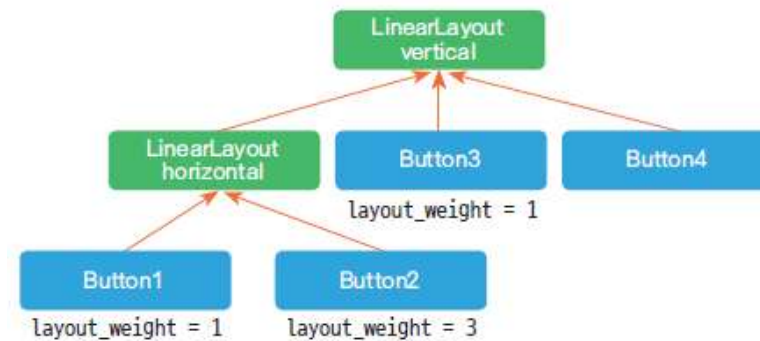 LinearLayout
vertical
LinearLayout
horizontal
Button3
Button4
layout_weight = 1
Button1
Button2
layout_weight = 1
layout_weight = 3